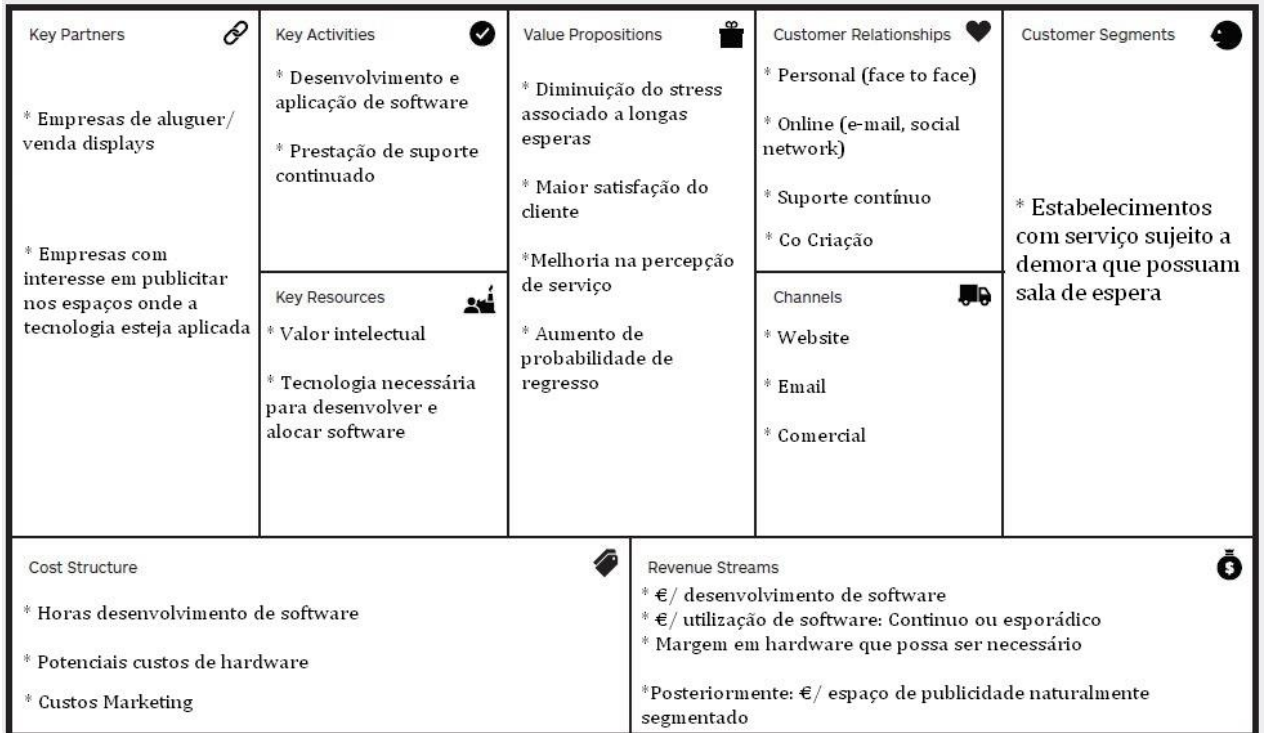 Key Partners
* Empresas de aluguer/
venda displays
* Empresas com
interesse em publicitar
nos espaços onde a
tecnologia esteja aplicada
Key Activities
* Desenvolvimento e
aplicação de software
* Prestação de suporte
continuado
Key Resources
* Valor intelectual
* Tecnologia necessária
para desenvolver e
alocar software
Value Propositions
* Diminuição do stress
associado a longas
esperas
* Maior satisfação do
cliente
*Melhoria na percepção
de serviço
* Aumento de
probabilidade de
regresso
Customer Relationships
* Personal (face to face)
* Online (e-mail, social
network)
* Suporte contínuo
* Co Criação
Channels
* Website
* Email
* Comercial
Customer Segments
* Estabelecimentos
com serviço sujeito a
demora que possuam
sala de espera
Cost Structure
* Horas desenvolvimento de software
* Potenciais custos de hardware
* Custos Marketing
Revenue Streams
$
* €/ desenvolvimento de software
* €/ utilização de software: Continuo ou esporádico
* Margem em hardware que possa ser necessário
*Posteriormente: €/ espaço de publicidade naturalmente
segmentado